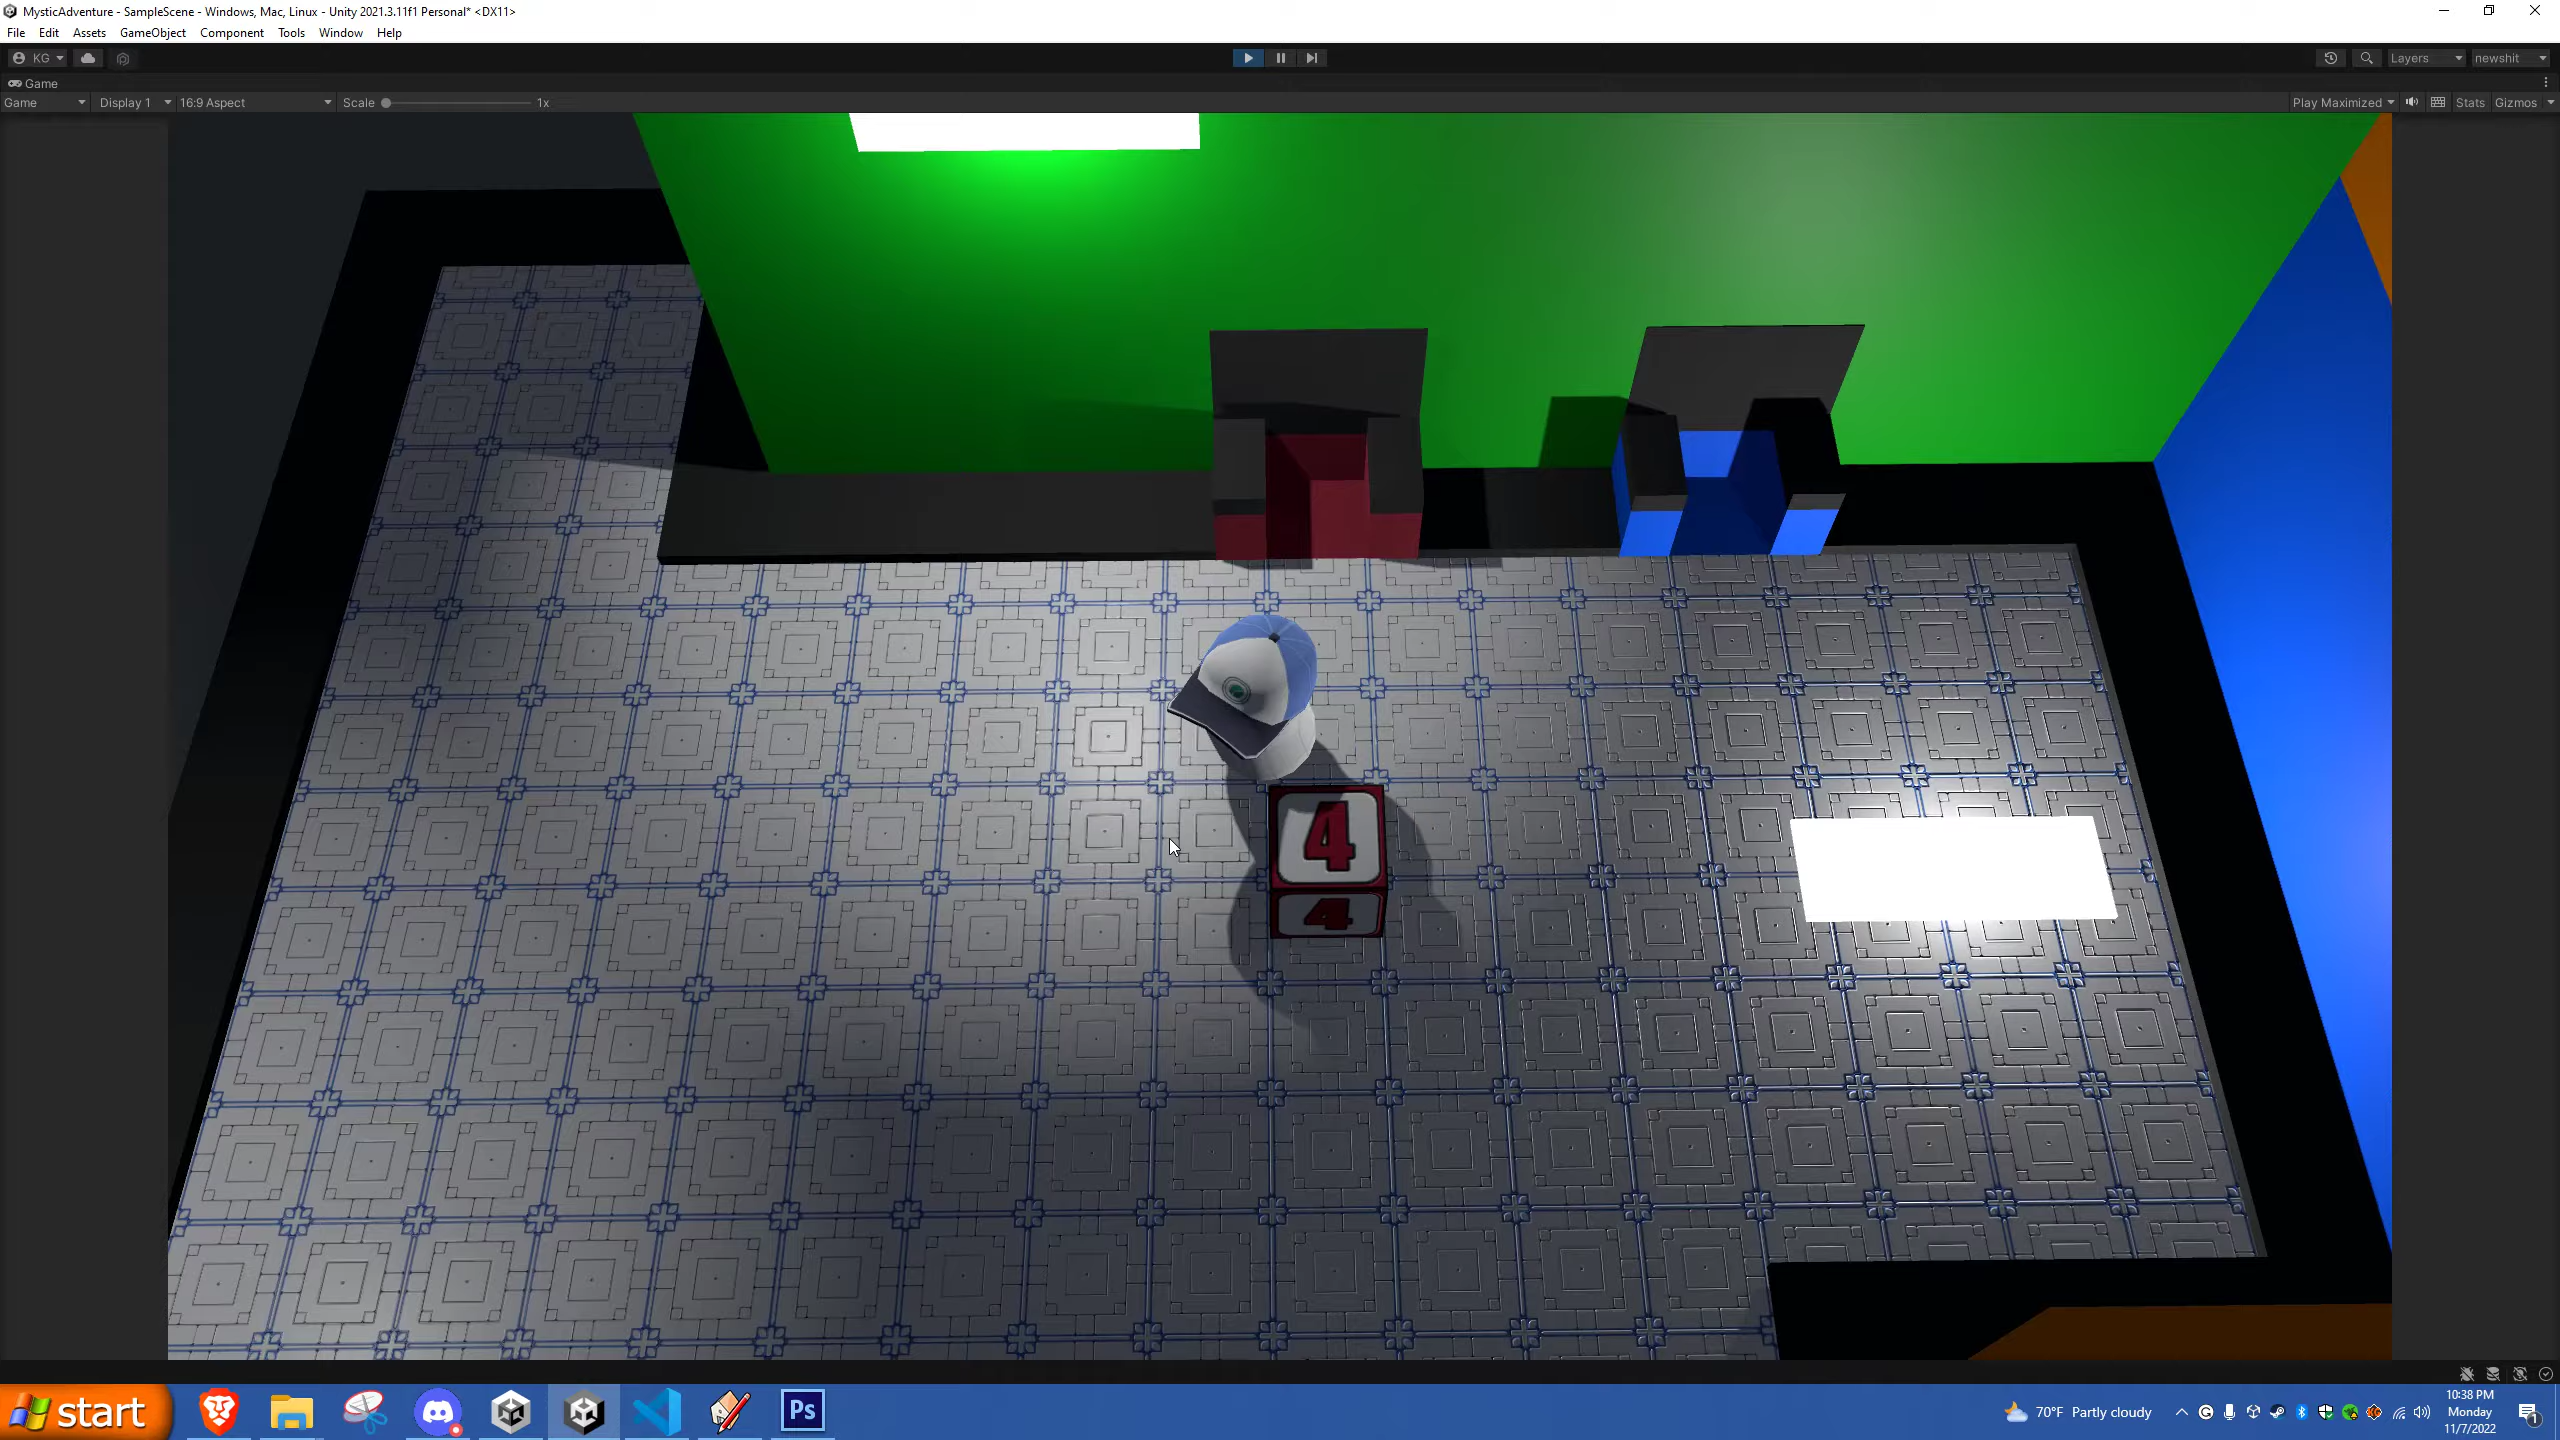 MysticAdventure - SampleScene - Windows, Mac, Linux - Unity 2021.3.11f1 Personal* <DX11>
File Edit Assets GameObject Component Tools Window Help
KG Layers newshit
Game
Game Display 1 16:9 Aspect Scale 1x Play Maximized Stats Gizmos
4
4
start Ps 70°F Partly cloudy
10:38 PM
Monday
11/7/2022
1